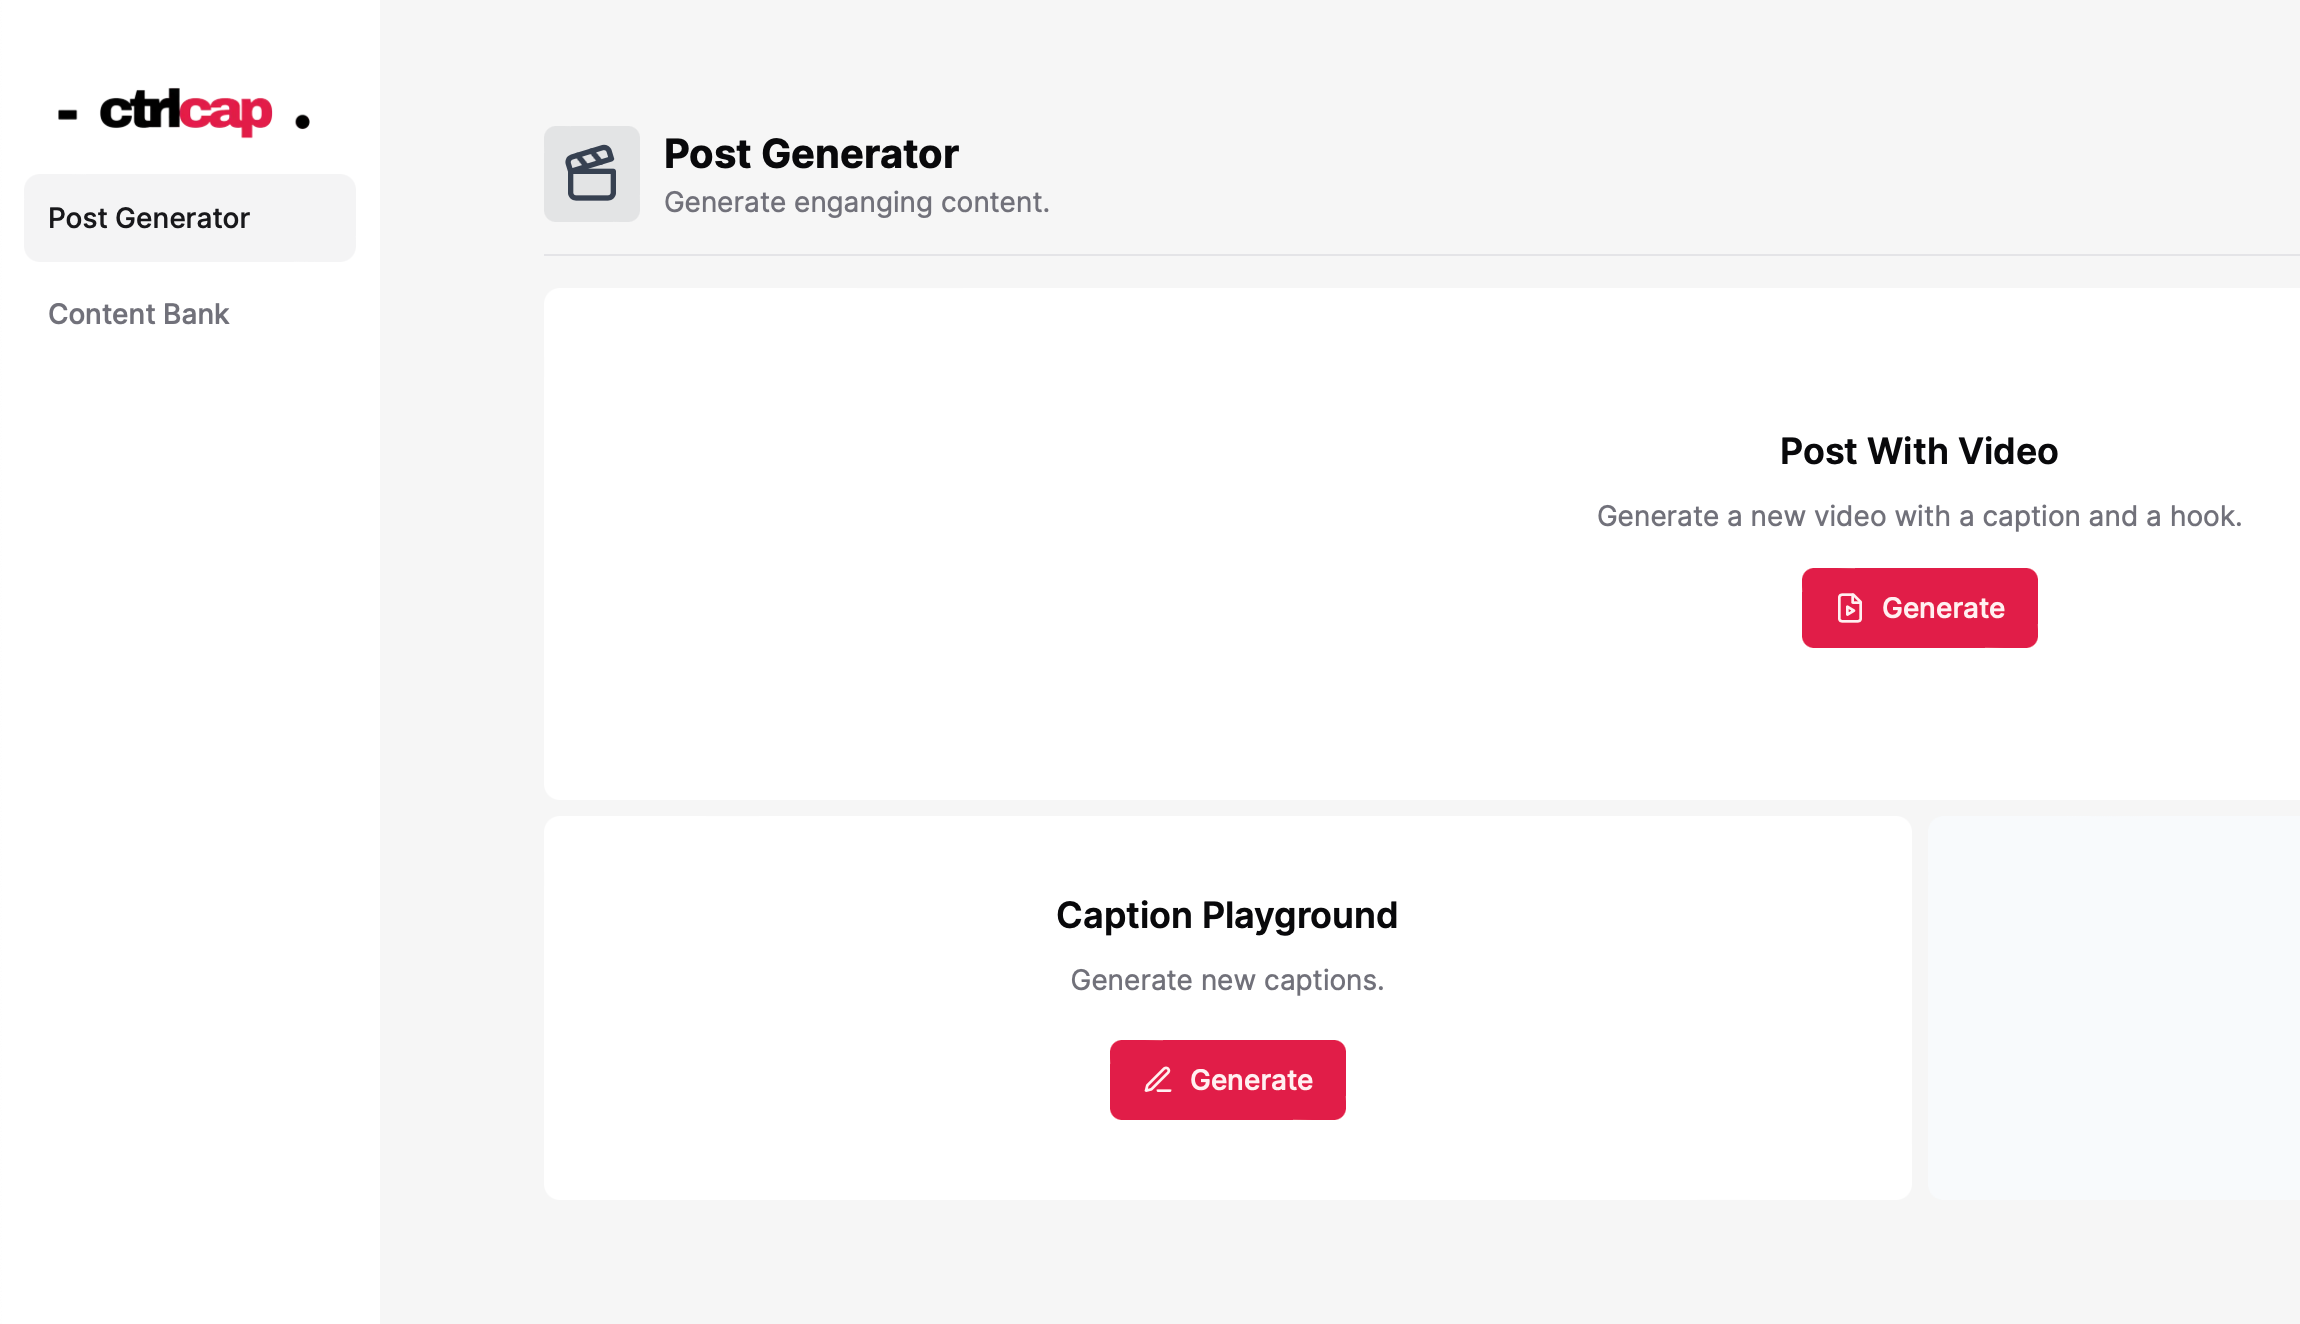 - ctrlcap .
Post Generator
Content Bank
Post Generator
Generate enganging content.
Post With Video
Generate a new video with a caption and a hook.
Generate
Caption Playground
Generate new captions.
Generate